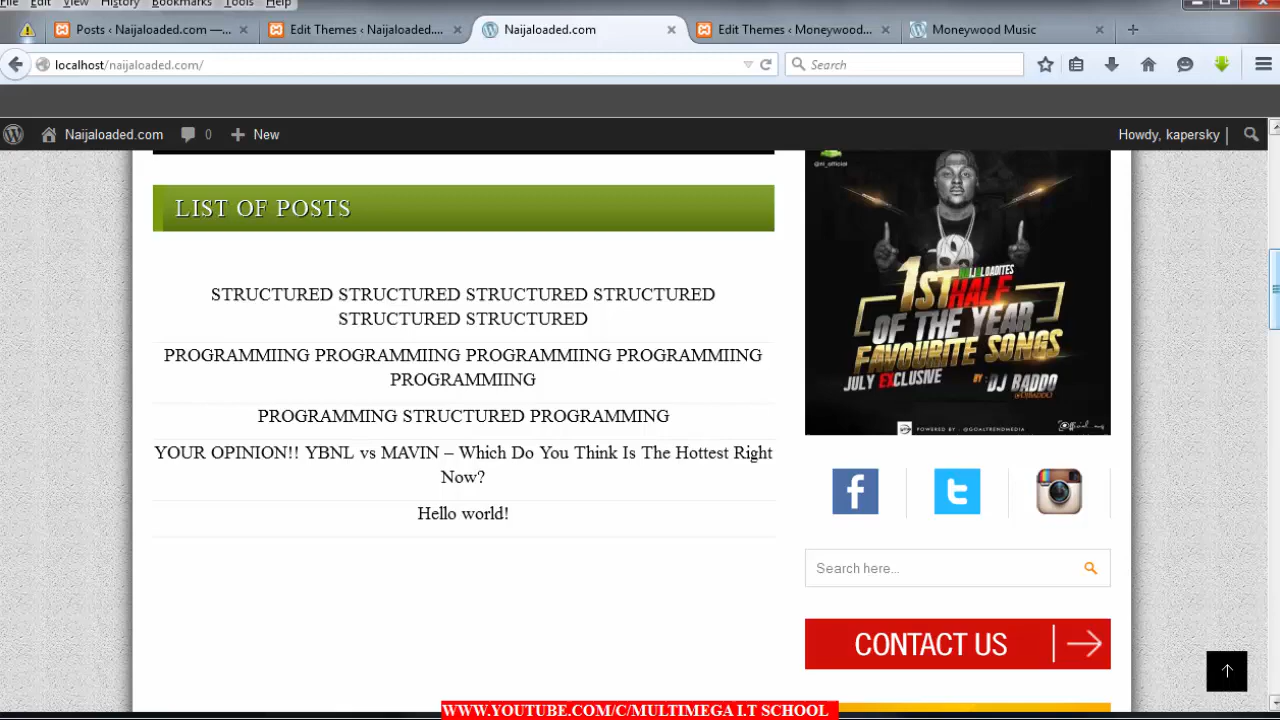 File Edit View History Bookmarks Tools Help
Posts ‹ Naijaloaded.com —... Edit Themes ‹ Naijaloaded.... Naijaloaded.com Edit Themes ‹ Moneywood... Moneywood Music
localhost/naijaloaded.com/ Search
Naijaloaded.com 0 New Howdy, kapersky
LIST OF POSTS
STRUCTURED STRUCTURED STRUCTURED STRUCTURED
STRUCTURED STRUCTURED
PROGRAMMIING PROGRAMMIING PROGRAMMIING PROGRAMMIING
PROGRAMMIING
PROGRAMMING STRUCTURED PROGRAMMING
YOUR OPINION!! YBNL vs MAVIN – Which Do You Think Is The Hottest Right
Now?
Hello world!
1ST HALF
OF THE YEAR
FAVOURITE SONGS
JULY EXCLUSIVE BY: DJ BADDO
POWERED BY - @GOALTRENDMEDIA
Search here...
CONTACT US
WWW.YOUTUBE.COM/C/MULTIMEGA I.T SCHOOL